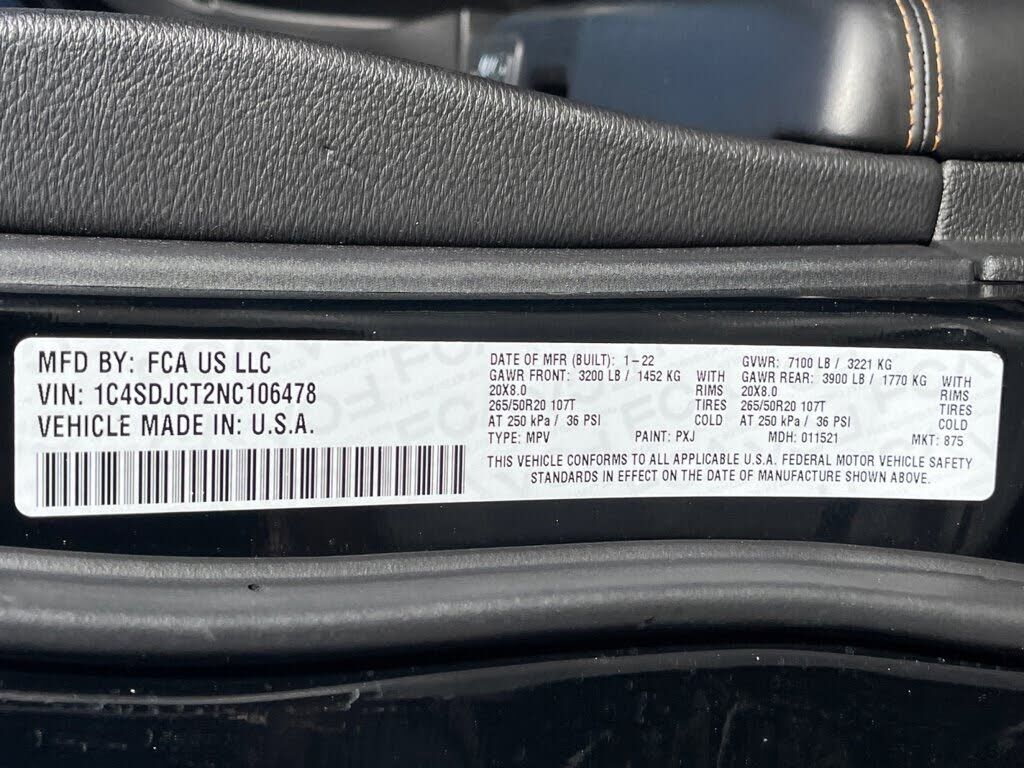 MFD BY: FCA US LLC
VIN: 1C4SDJCT2NC106478
VEHICLE MADE IN: U.S.A.
DATE OF MFR (BUILT): 1-22
GAWR FRONT: 3200 LB / 1452 KG WITH
20X8.0 RIMS
265/50R20 107T TIRES
AT 250 kPa / 36 PSI COLD
GVWR: 7100 LB / 3221 KG
GAWR REAR: 3900 LB / 1770 KG WITH
20X8.0 RIMS
265/50R20 107T TIRES
AT 250 kPa / 36 PSI COLD
TYPE: MPV PAINT: PXJ MDH: 011521 MKT: 875
THIS VEHICLE CONFORMS TO ALL APPLICABLE U.S.A. FEDERAL MOTOR VEHICLE SAFETY
STANDARDS IN EFFECT ON THE DATE OF MANUFACTURE SHOWN ABOVE.